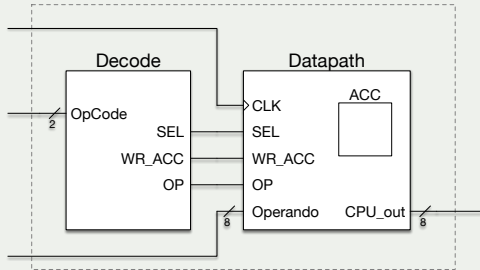 Decode
Datapath
ACC
CLK
OpCode
2
SEL
SEL
WR_ACC
WR_ACC
OP
OP
Operando
CPU_out
8
8